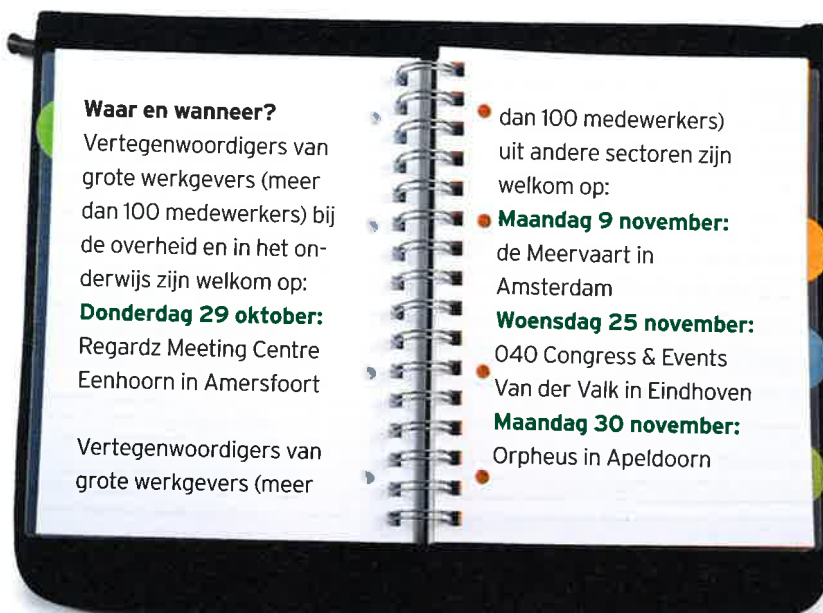 Waar en wanneer?
Vertegenwoordigers van
grote werkgevers (meer
dan 100 medewerkers) bij
de overheid en in het on-
derwijs zijn welkom op:
Donderdag 29 oktober:
Regardz Meeting Centre
Eenhoorn in Amersfoort

Vertegenwoordigers van
grote werkgevers (meer
dan 100 medewerkers)
uit andere sectoren zijn
welkom op:
Maandag 9 november:
de Meervaart in
Amsterdam
Woensdag 25 november:
040 Congress & Events
Van der Valk in Eindhoven
Maandag 30 november:
Orpheus in Apeldoorn